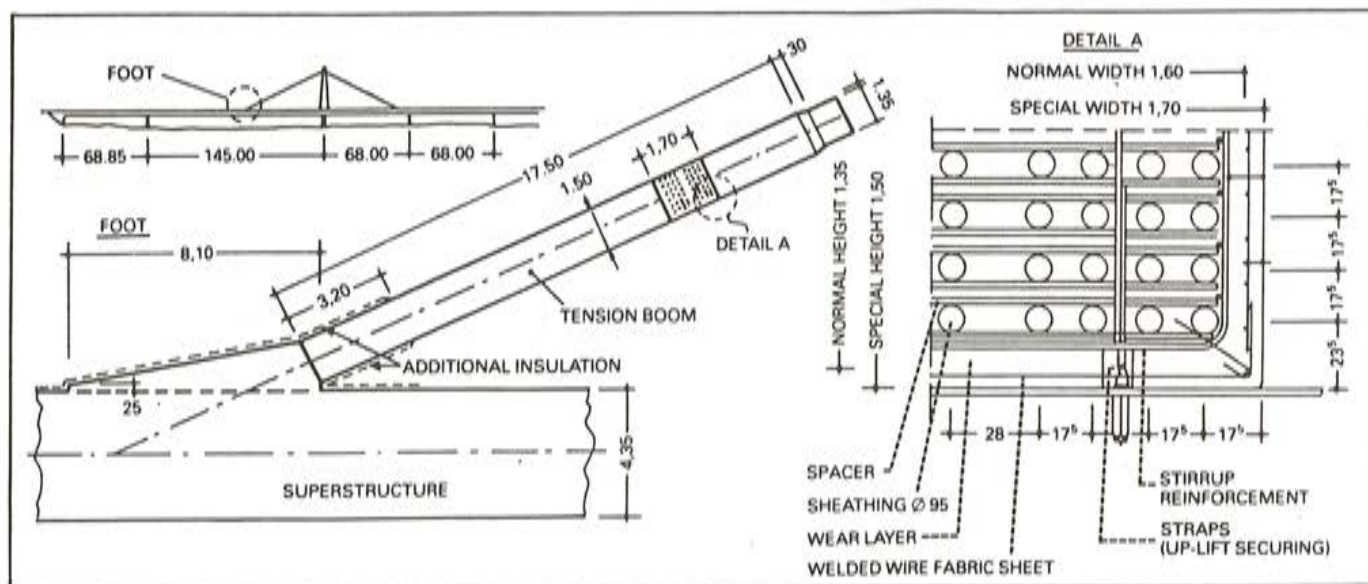 FOOT
68.85
145.00
68.00
68.00
FOOT
8,10
3,20
17.50
30
1.35
1,70
1.50
DETAIL A
TENSION BOOM
ADDITIONAL INSULATION
25
SUPERSTRUCTURE
4,35
DETAIL A
NORMAL WIDTH 1,60
SPECIAL WIDTH 1,70
NORMAL HEIGHT 1,35
SPECIAL HEIGHT 1,50
17⁵
17⁵
17⁵
23⁵
28
17⁵
17⁵
17⁵
SPACER
SHEATHING Ø 95
WEAR LAYER
WELDED WIRE FABRIC SHEET
STIRRUP
REINFORCEMENT
STRAPS
(UP-LIFT SECURING)